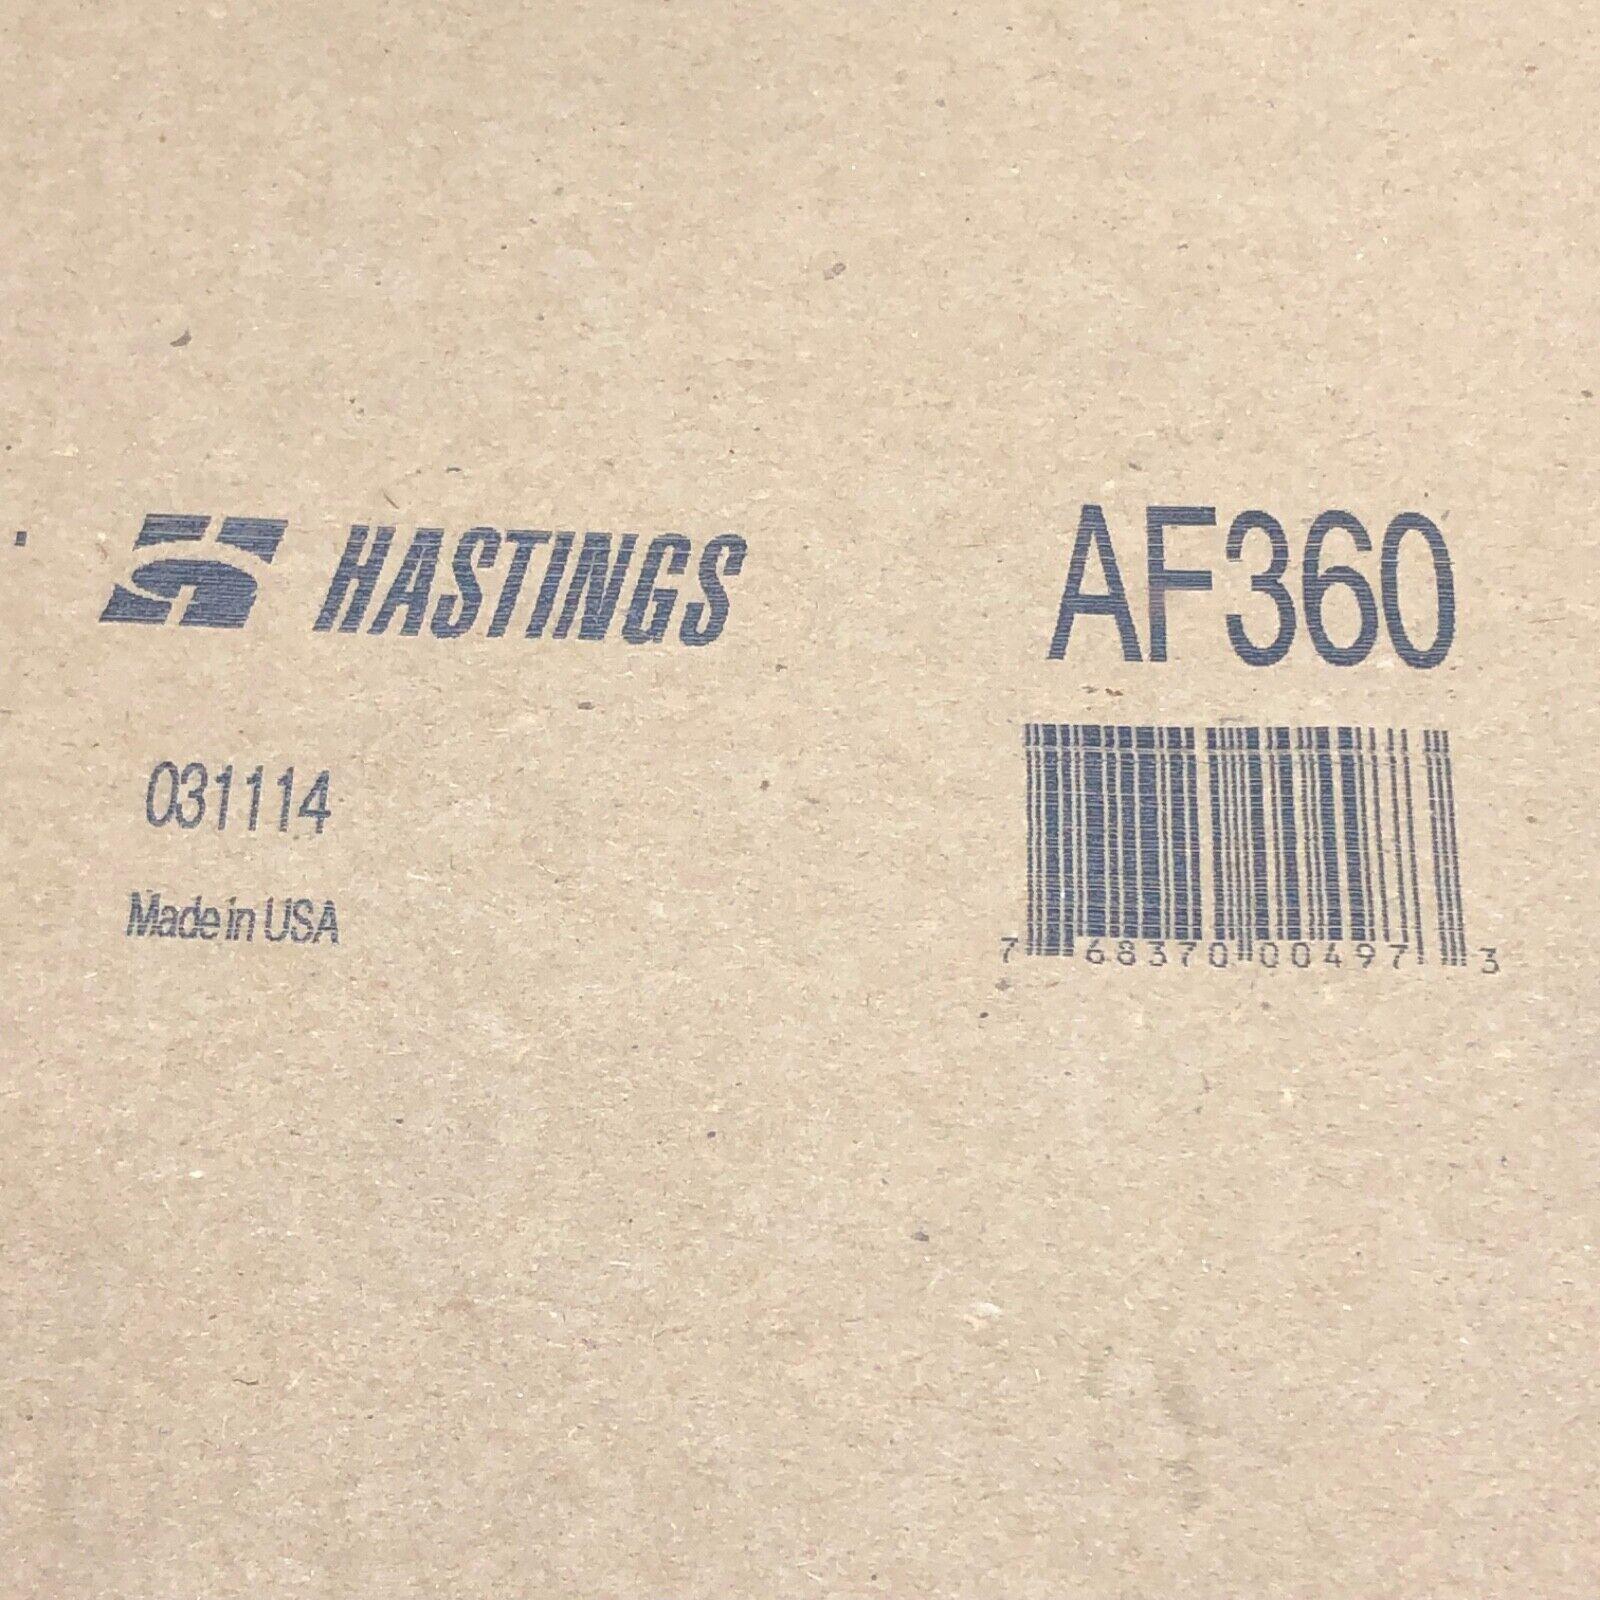 HASTINGS
AF360
031114
Made in USA
7 68370 00497 3